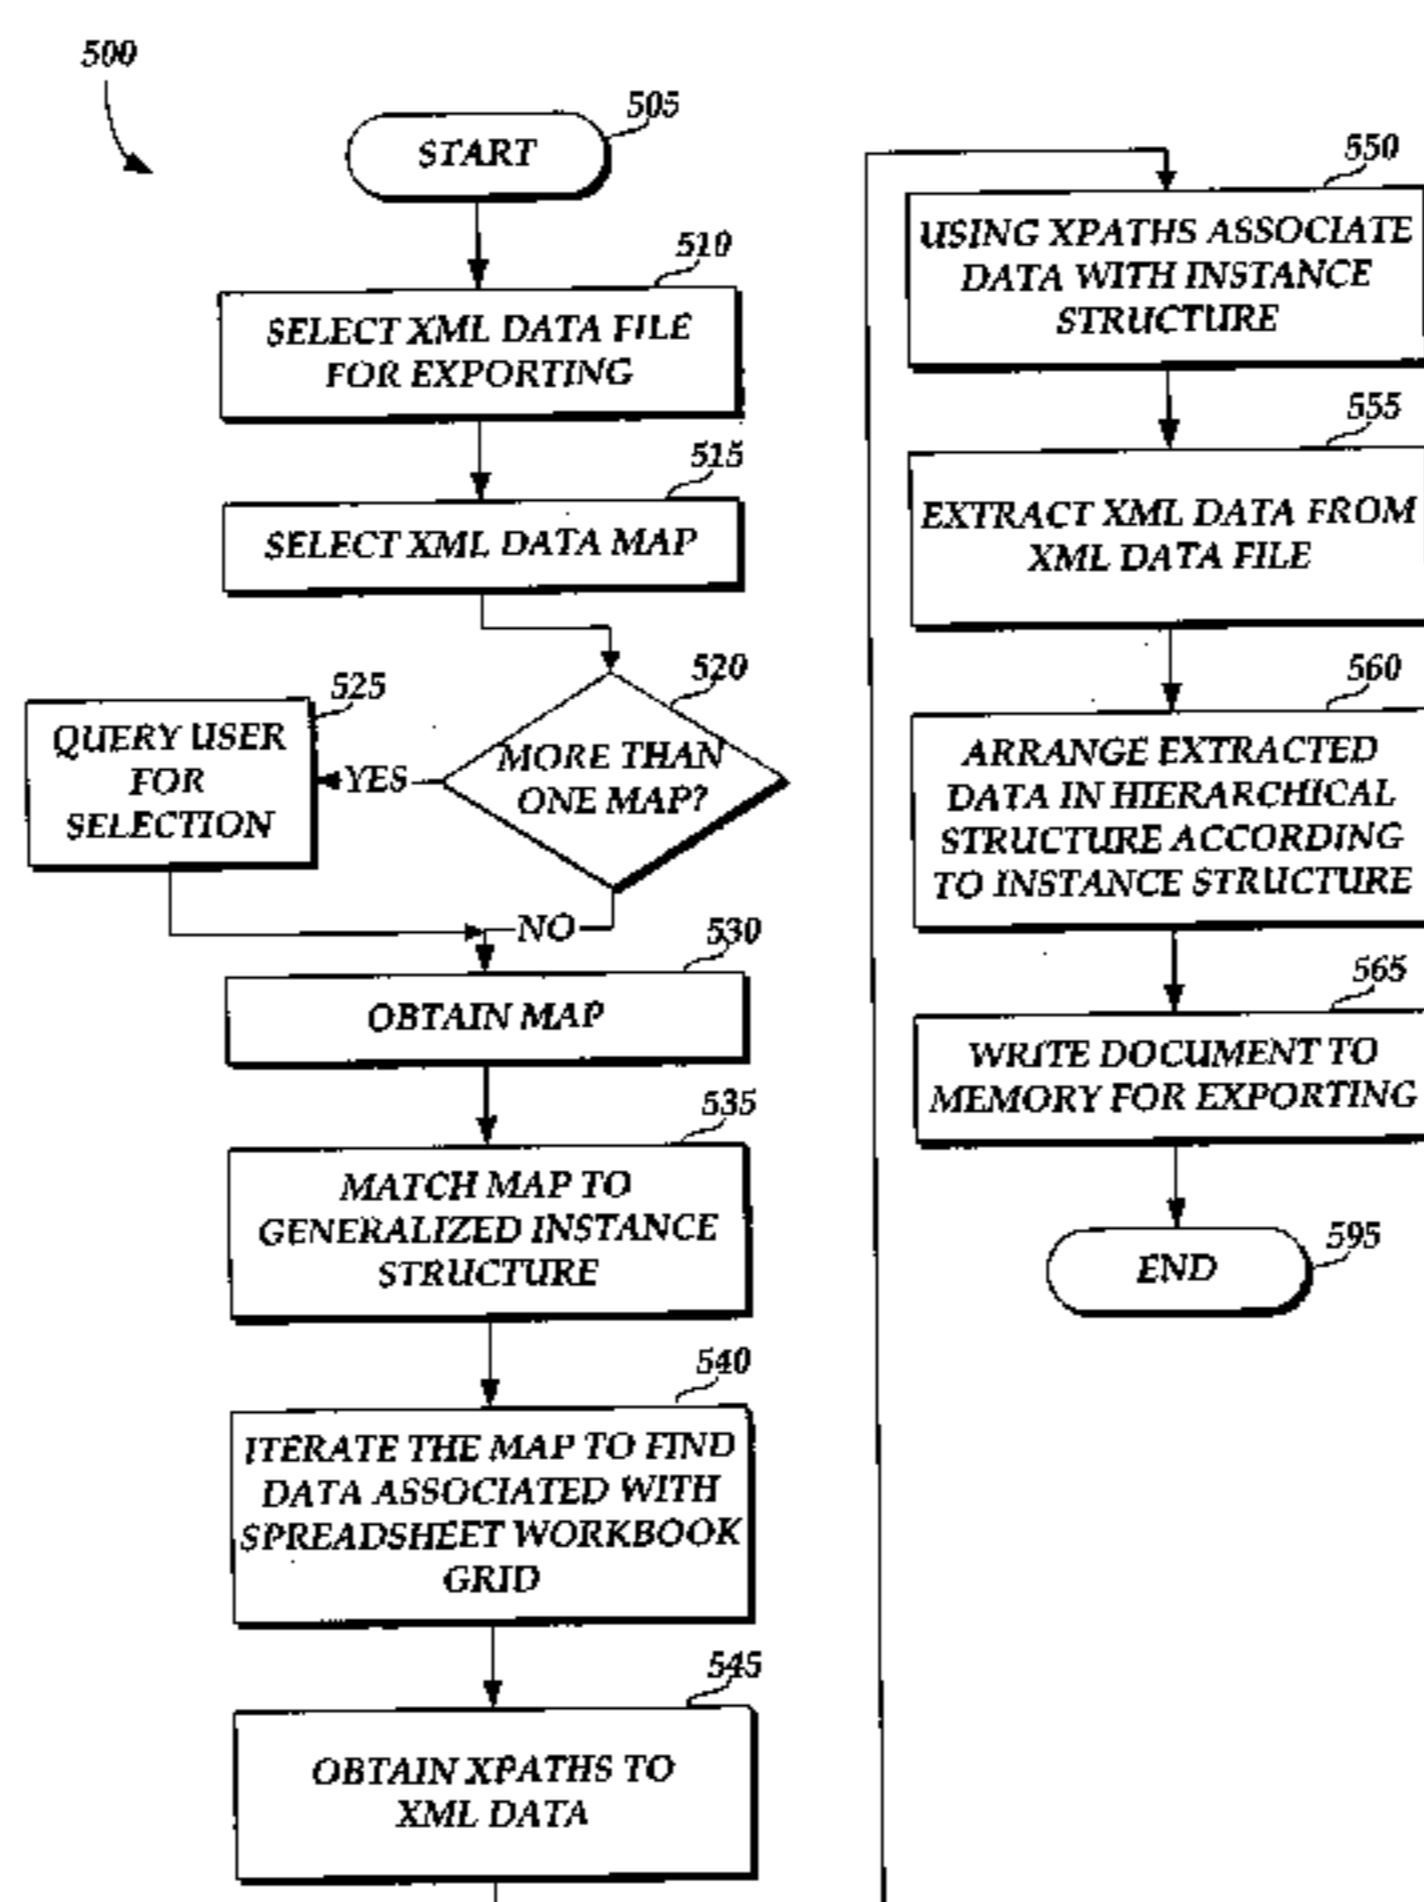 500
505
START
510
SELECT XML DATA FILE
FOR EXPORTING
515
SELECT XML DATA MAP
520
MORE THAN
ONE MAP?
YES
525
QUERY USER
FOR
SELECTION
NO
530
OBTAIN MAP
535
MATCH MAP TO
GENERALIZED INSTANCE
STRUCTURE
540
ITERATE THE MAP TO FIND
DATA ASSOCIATED WITH
SPREADSHEET WORKBOOK
GRID
545
OBTAIN XPATHS TO
XML DATA
550
USING XPATHS ASSOCIATE
DATA WITH INSTANCE
STRUCTURE
555
EXTRACT XML DATA FROM
XML DATA FILE
560
ARRANGE EXTRACTED
DATA IN HIERARCHICAL
STRUCTURE ACCORDING
TO INSTANCE STRUCTURE
565
WRITE DOCUMENT TO
MEMORY FOR EXPORTING
595
END